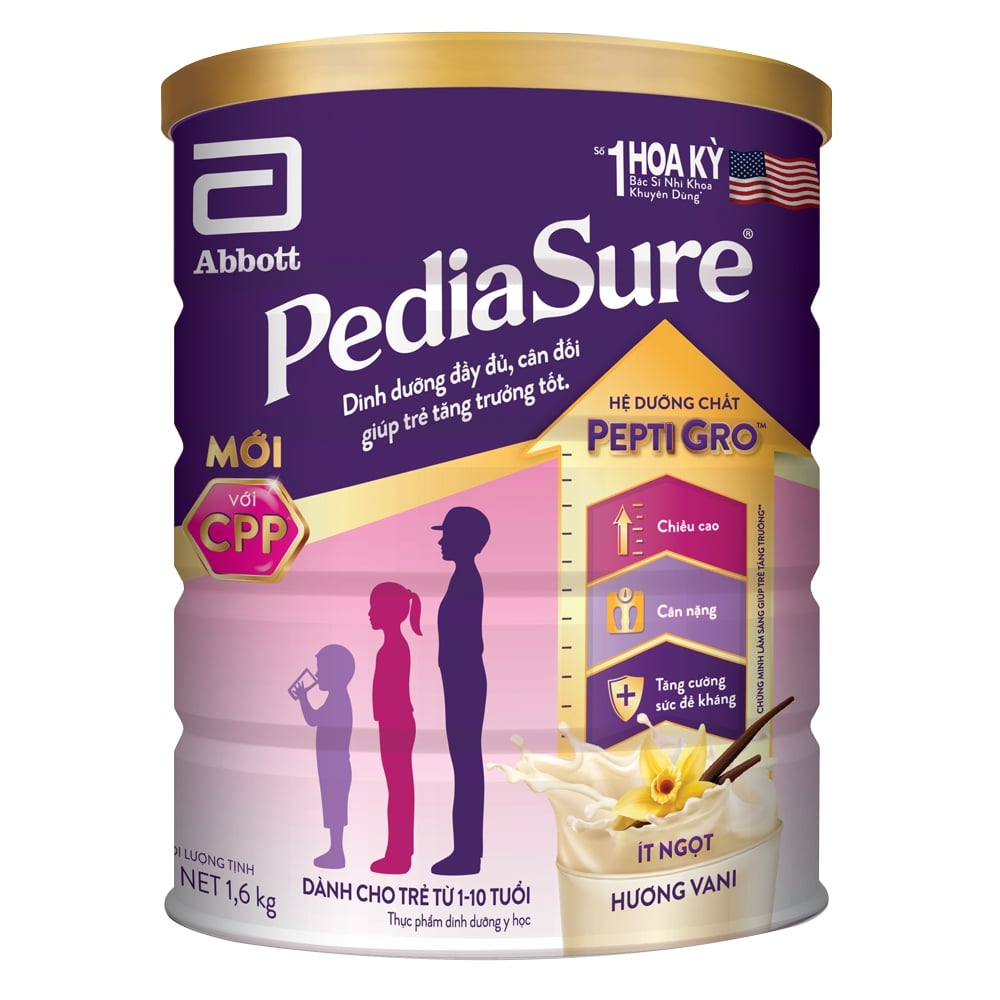 Abbott
Số 1 HOA KỲ
Bác Sĩ Nhi Khoa
Khuyên Dùng*
PediaSure®
Dinh dưỡng đầy đủ, cân đối
giúp trẻ tăng trưởng tốt.
MỚI
với
CPP
HỆ DƯỠNG CHẤT
PEPTIGRO™
Chiều cao
Cân nặng
Tăng cường
sức đề kháng
CHỨNG MINH LÂM SÀNG GIÚP TRẺ TĂNG TRƯỞNG**
ÍT NGỌT
HƯƠNG VANI
LƯỢNG TỊNH
NET 1,6 kg
DÀNH CHO TRẺ TỪ 1-10 TUỔI
Thực phẩm dinh dưỡng y học